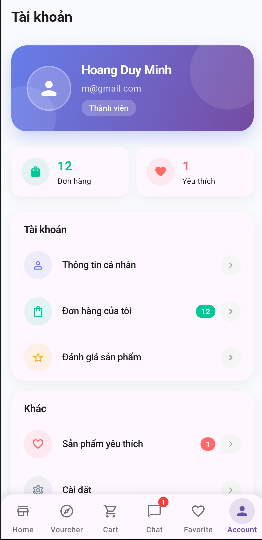 Tài khoản
Hoang Duy Minh
m@gmail.com
Thành viên
12
Đơn hàng
1
Yêu thích
Tài khoản
Thông tin cá nhân
Đơn hàng của tôi
12
Đánh giá sản phẩm
Khác
Sản phẩm yêu thích
1
Cài đặt
1
Home Vourcher Cart Chat Favorite Account